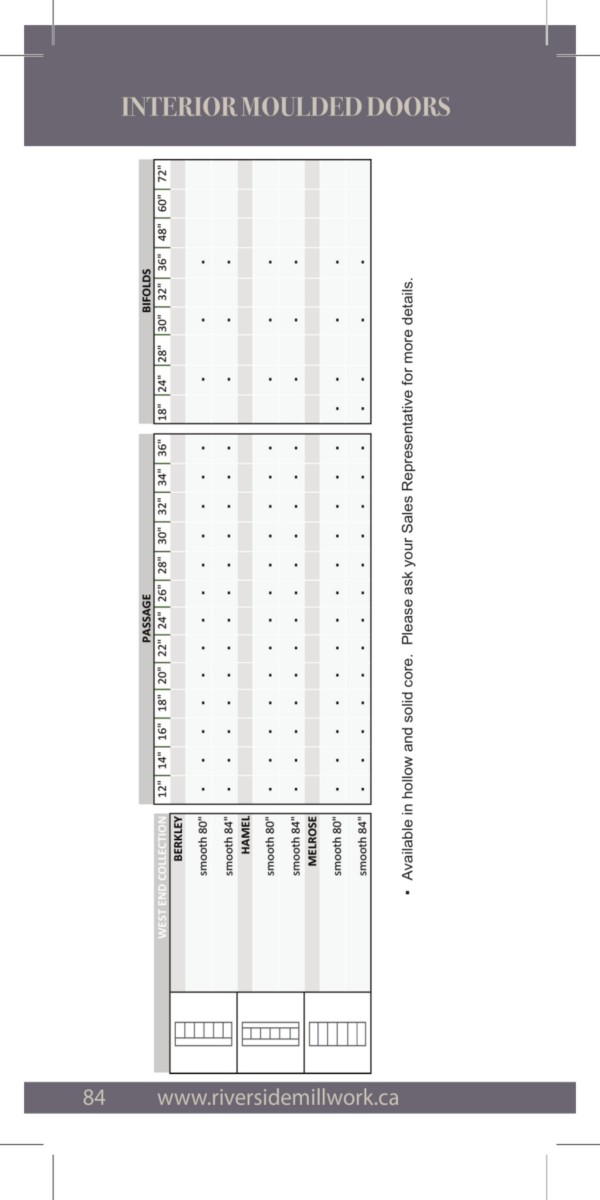 INTERIOR MOULDED DOORS
PASSAGE BIFOLDS
WEST END COLLECTION 12" 14" 16" 18" 20" 22" 24" 26" 28" 30" 32" 34" 36" 18" 24" 28" 30" 32" 36" 48" 60" 72"
BERKLEY
smooth 80" • • • • • • • • • • • • • • • •
smooth 84" • • • • • • • • • • • • • • • •
HAMEL
smooth 80" • • • • • • • • • • • • • • • •
smooth 84" • • • • • • • • • • • • • • • •
MELROSE
smooth 80" • • • • • • • • • • • • • • • • •
smooth 84" • • • • • • • • • • • • • • • • •
• Available in hollow and solid core. Please ask your Sales Representative for more details.
84 www.riversidemillwork.ca